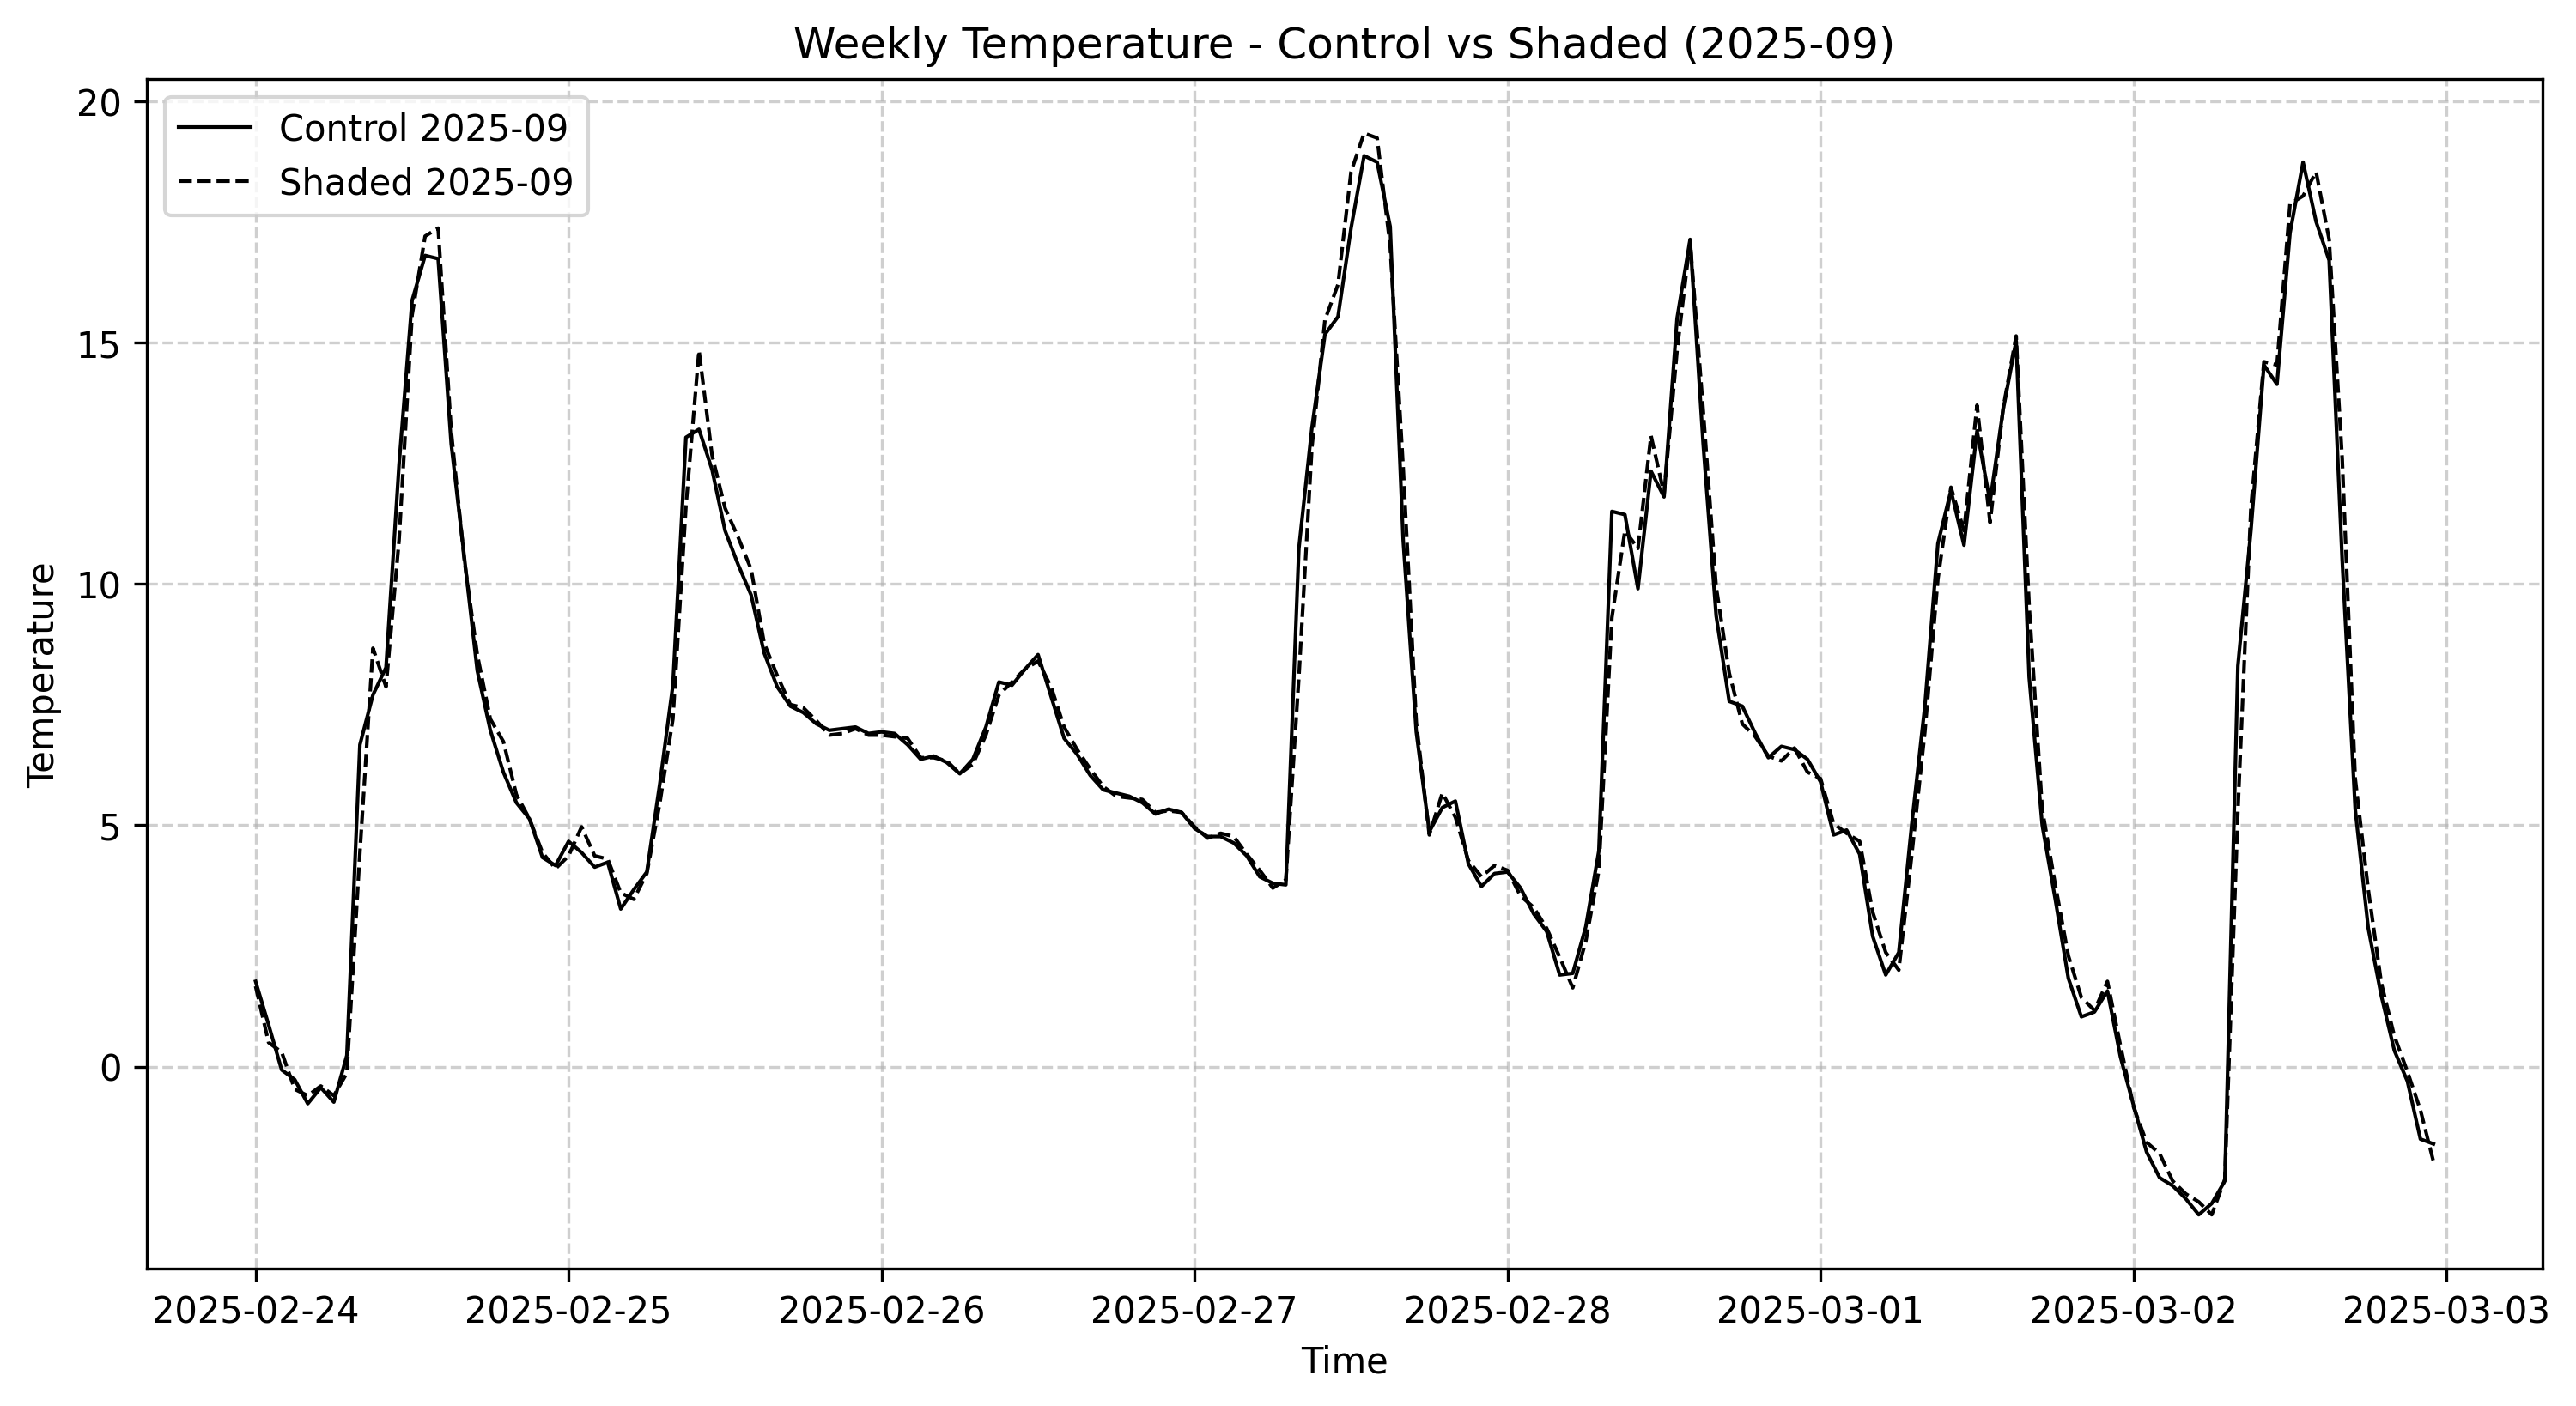 Weekly Temperature - Control vs Shaded (2025-09)
Control 2025-09
Shaded 2025-09
Temperature
20
15
10
5
0
2025-02-24
2025-02-25
2025-02-26
2025-02-27
2025-02-28
2025-03-01
2025-03-02
2025-03-03
Time